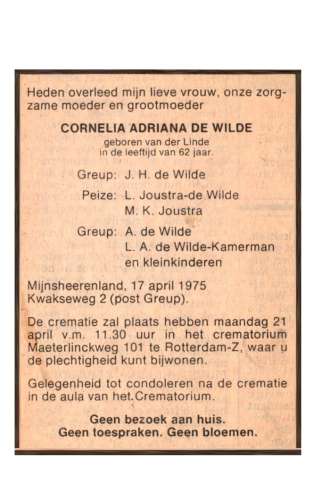 Heden overleed mijn lieve vrouw, onze zorg-
zame moeder en grootmoeder
CORNELIA ADRIANA DE WILDE
geboren van der Linde
in de leeftijd van 62 jaar.
Greup: J. H. de Wilde
Peize: L. Joustra-de Wilde
M. K. Joustra
Greup: A. de Wilde
L. A. de Wilde-Kamerman
en kleinkinderen
Mijnsheerenland, 17 april 1975
Kwakseweg 2 (post Greup).
De crematie zal plaats hebben maandag 21
april v.m. 11.30 uur in het crematorium
Maeterlinckweg 101 te Rotterdam-Z, waar u
de plechtigheid kunt bijwonen.
Gelegenheid tot condoleren na de crematie
in de aula van het Crematorium.
Geen bezoek aan huis.
Geen toespraken. Geen bloemen.